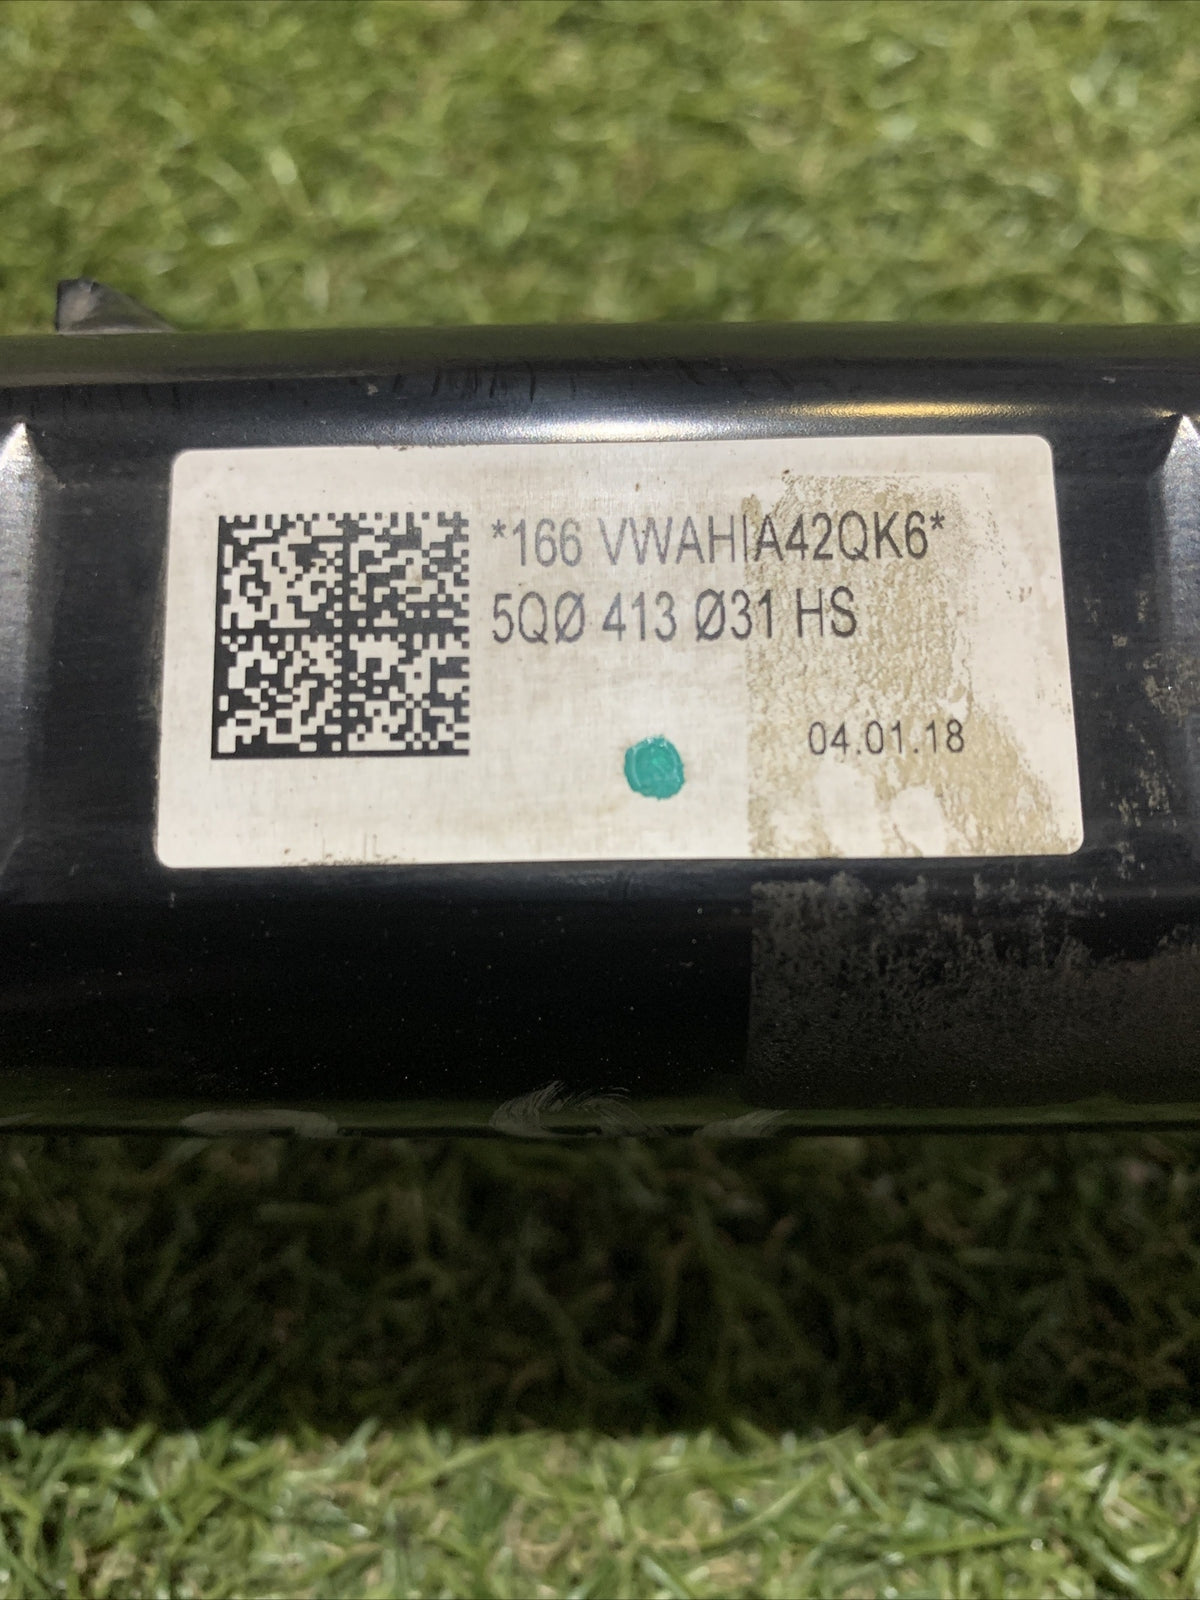 *166 VWAHIA42QK6*
5QØ 413 Ø31 HS
04.01.18